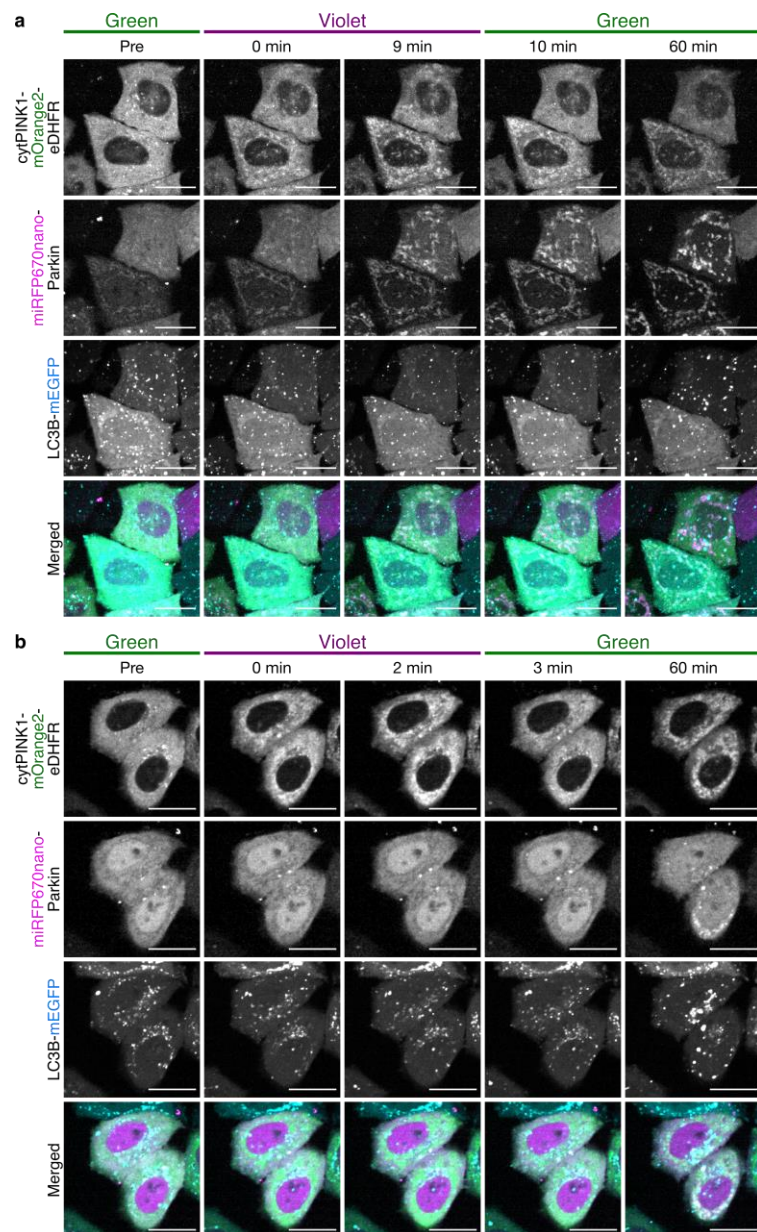 a
Green Violet Green
Pre 0 min 9 min 10 min 60 min
cytPINK1-
mOrange2-
eDHFR
miRFP670nano-
Parkin
LC3B-mEGFP
Merged
b
Green Violet Green
Pre 0 min 2 min 3 min 60 min
cytPINK1-
mOrange2-
eDHFR
miRFP670nano-
Parkin
LC3B-mEGFP
Merged